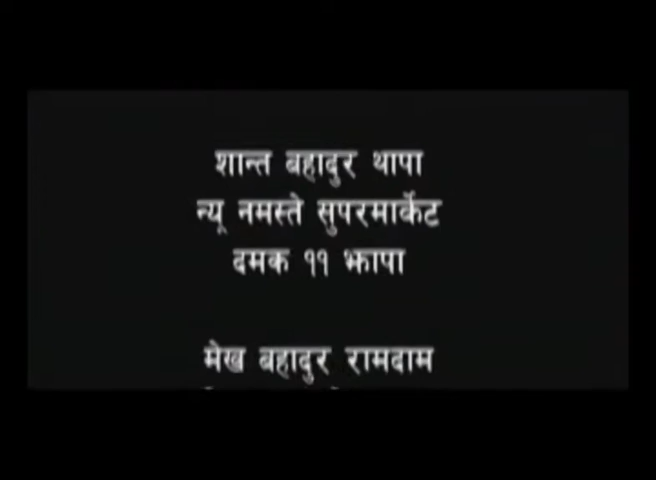 शान्त बहादुर थापा
न्यू नमस्ते सुपरमार्केट
दमक ११ झापा
मेख बहादुर रामदाम